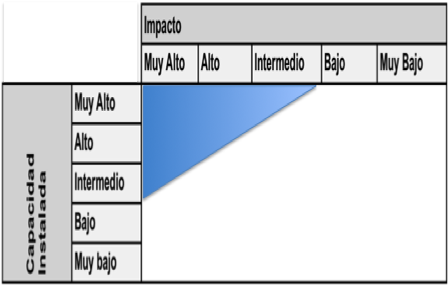 Impacto
Muy Alto Alto Intermedio Bajo Muy Bajo
Capacidad
Instalada
Muy Alto
Alto
Intermedio
Bajo
Muy bajo